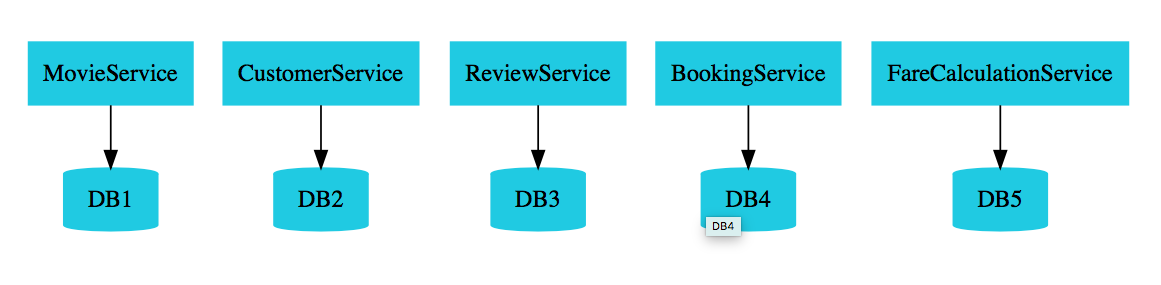 MovieService
CustomerService
ReviewService
BookingService
FareCalculationService
DB1
DB2
DB3
DB4
DB5
DB4